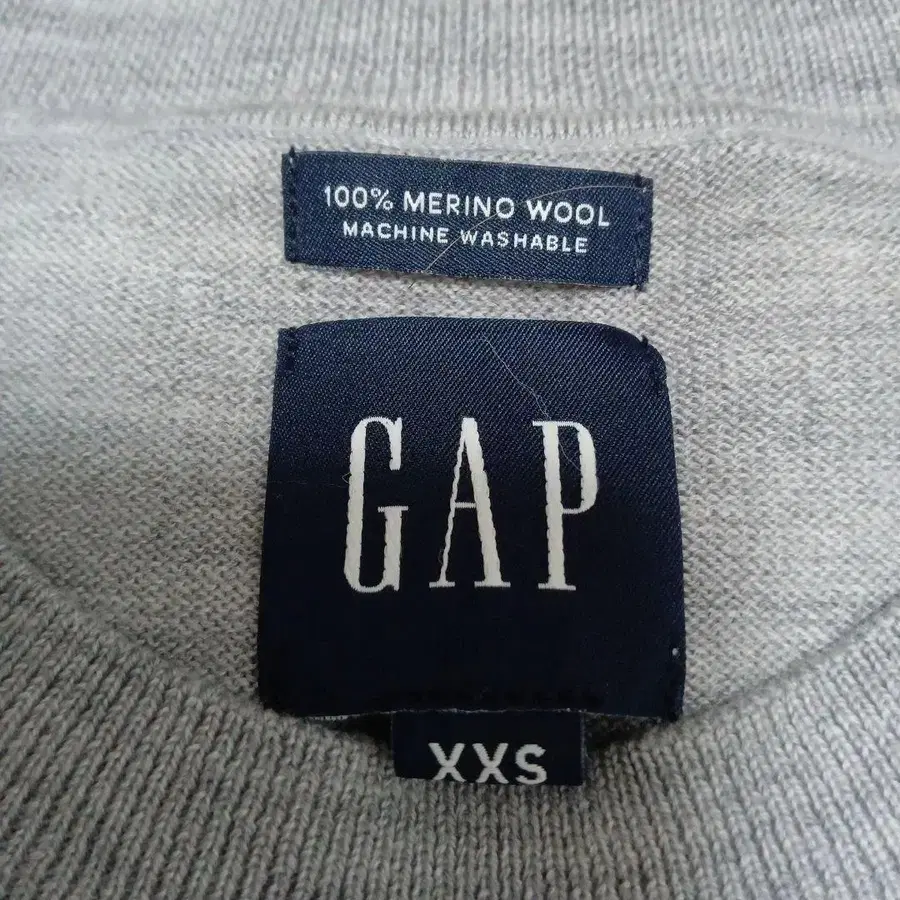 100% MERINO WOOL
MACHINE WASHABLE
GAP
XXS